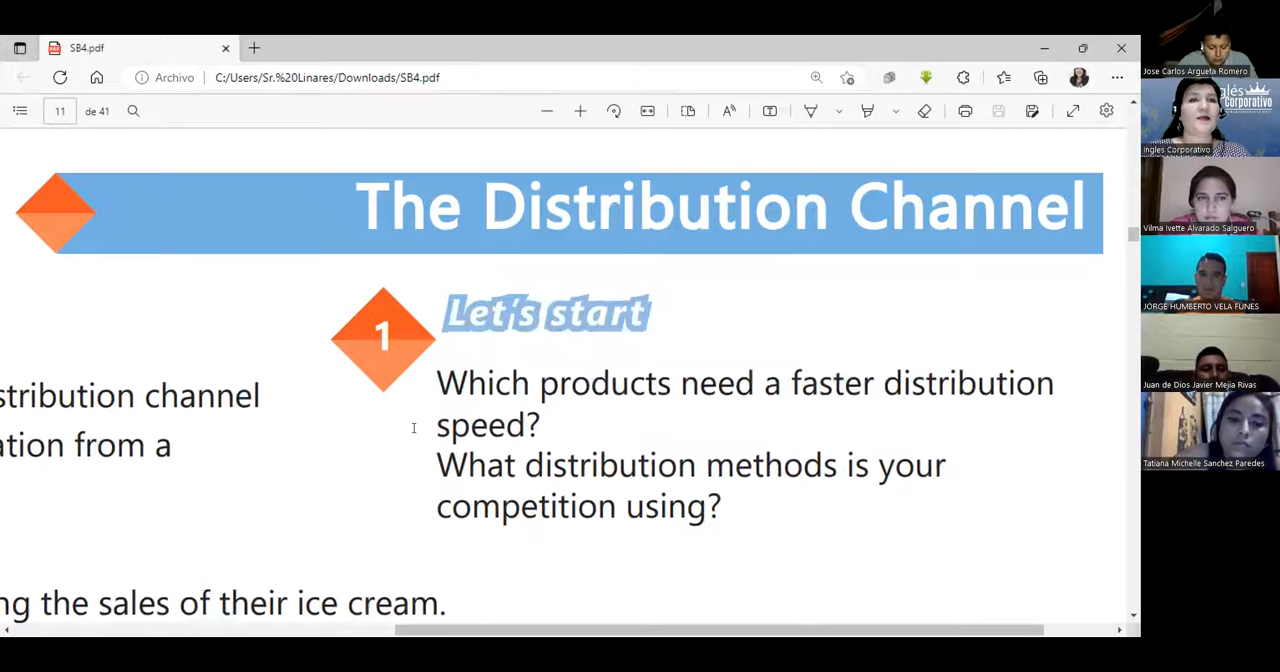 SB4.pdf
Archivo
C:/Users/Sr.%20Linares/Downloads/SB4.pdf
11
de 41
The Distribution Channel
1
Let's start
Which products need a faster distribution
speed?
What distribution methods is your
competition using?
stribution channel
ation from a
ng the sales of their ice cream.
Jose Carlos Argueta Romero
glés
Corporativo
Ingles Corporativo
Vilma Ivette Alvarado Salguero
JORGE HUMBERTO VELA FUNES
Juan de Dios Javier Mejia Rivas
Tatiana Michelle Sanchez Paredes